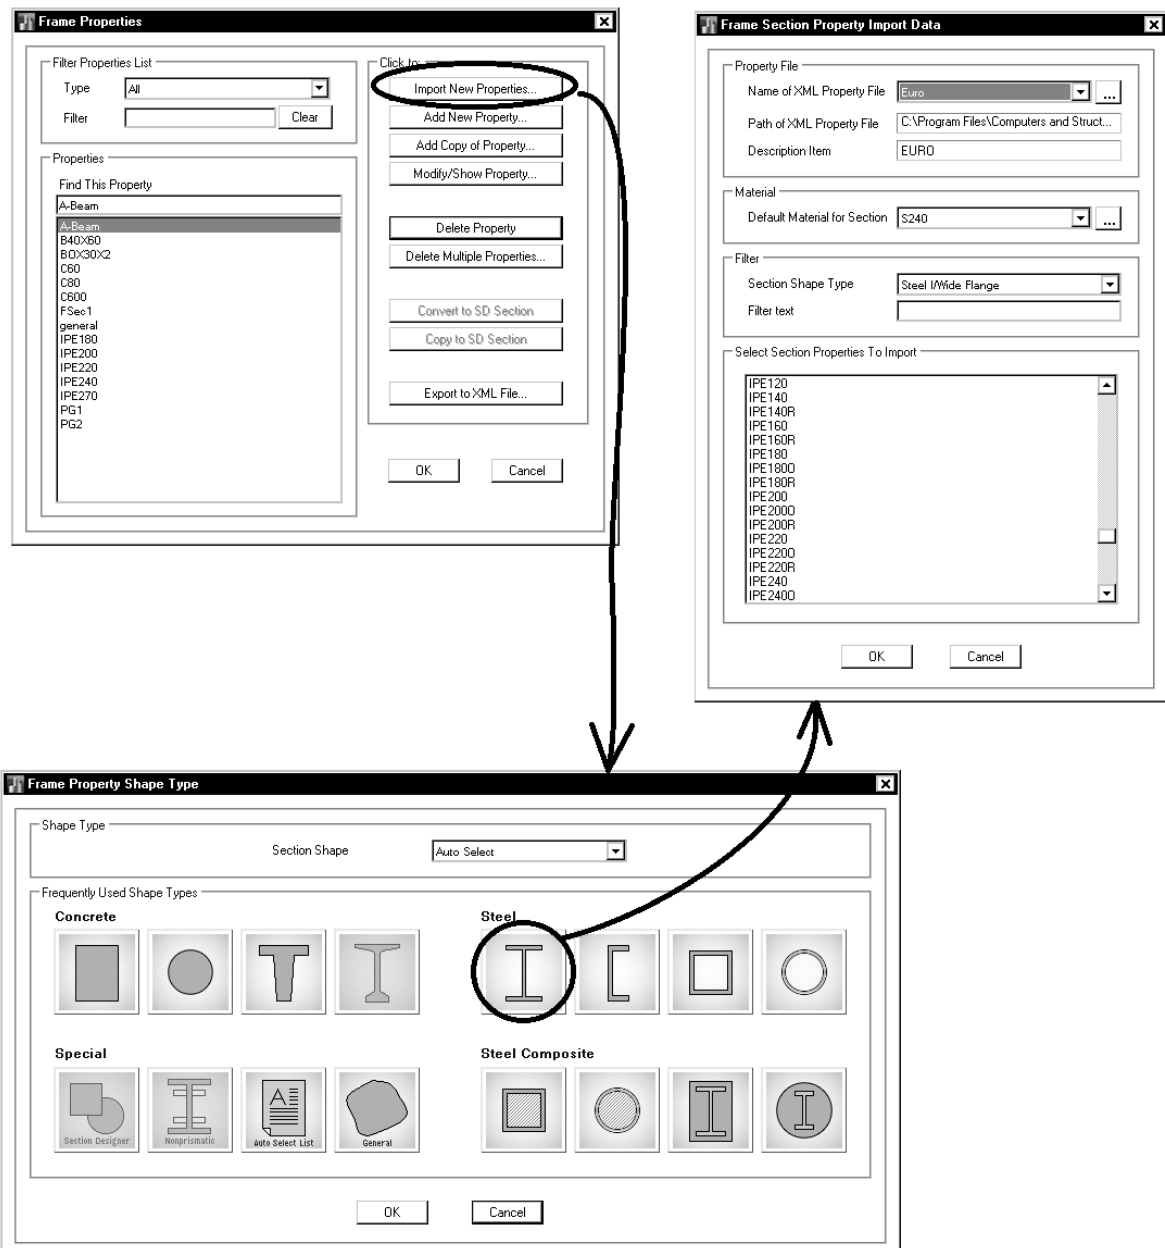 Frame Properties
Filter Properties List
Type All
Filter Clear
Properties
Find This Property
A-Beam
A-Beam
B40X60
BOX30X2
C60
C80
C600
FSec1
general
IPE180
IPE200
IPE220
IPE240
IPE270
PG1
PG2
Click to:
Import New Properties...
Add New Property...
Add Copy of Property...
Modify/Show Property...
Delete Property
Delete Multiple Properties...
Convert to SD Section
Copy to SD Section
Export to XML File...
OK Cancel
Frame Section Property Import Data
Property File
Name of XML Property File Euro ...
Path of XML Property File C:\Program Files\Computers and Struct...
Description Item EURO
Material
Default Material for Section S240 ...
Filter
Section Shape Type Steel I/Wide Flange
Filter text
Select Section Properties To Import
IPE120
IPE140
IPE140R
IPE160
IPE160R
IPE180
IPE180O
IPE180R
IPE200
IPE200O
IPE200R
IPE220
IPE220O
IPE220R
IPE240
IPE240O
OK Cancel
Frame Property Shape Type
Shape Type
Section Shape Auto Select
Frequently Used Shape Types
Concrete
Steel
Special
Section Designer
Nonprismatic
A
Auto Select List
General
Steel Composite
OK Cancel